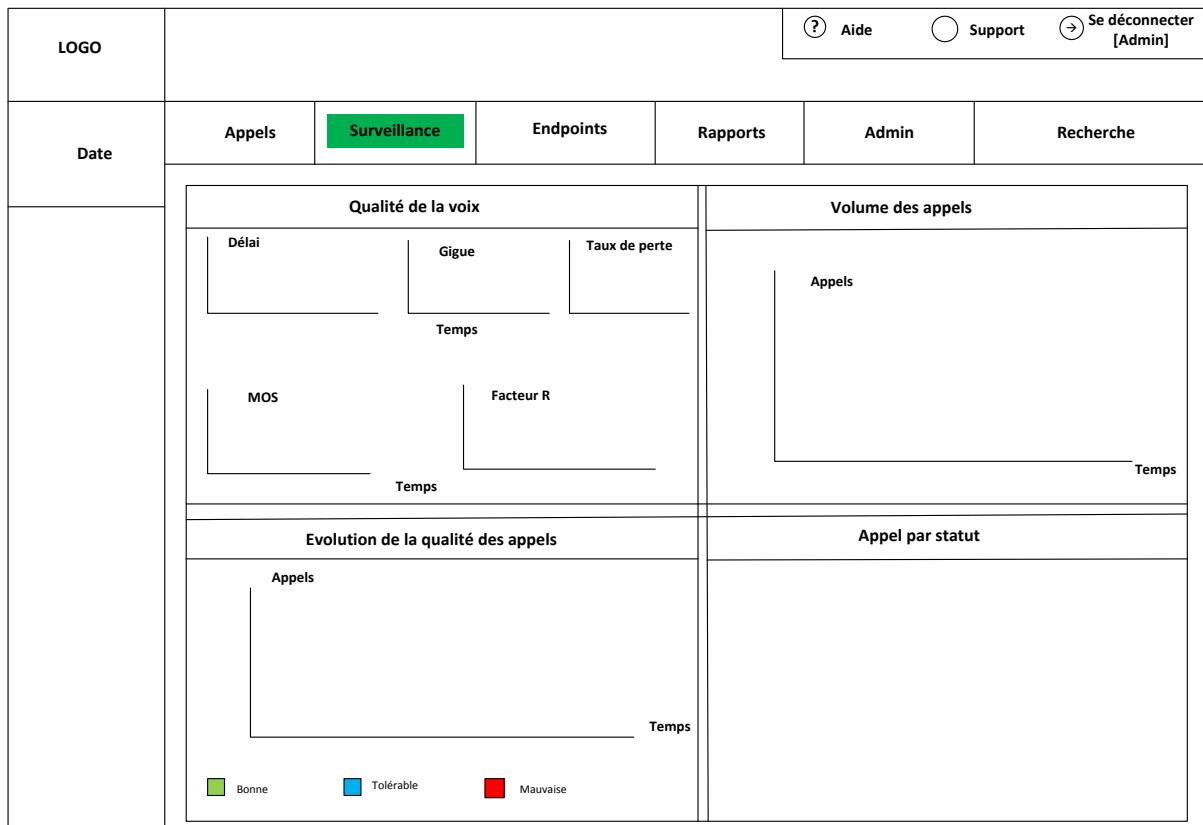 LOGO
? Aide
Support
Se déconnecter
[Admin]
Date
Appels
Surveillance
Endpoints
Rapports
Admin
Recherche
Qualité de la voix
Délai
Gigue
Taux de perte
Temps
MOS
Facteur R
Temps
Volume des appels
Appels
Temps
Evolution de la qualité des appels
Appels
Temps
Bonne
Tolérable
Mauvaise
Appel par statut